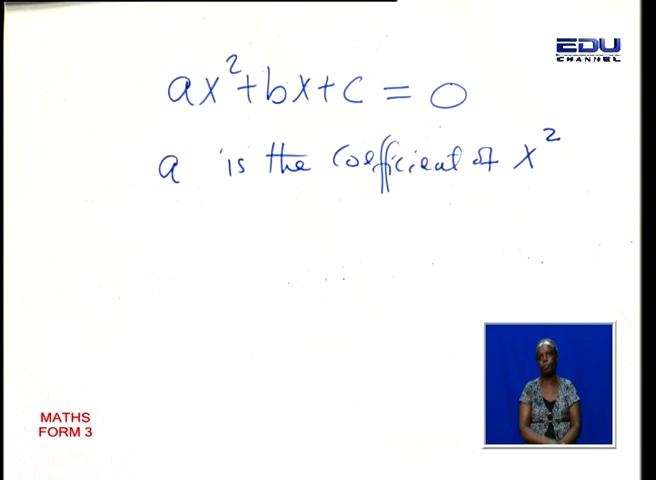 EDU
CHANNEL
ax²+bx+c = 0
a is the coefficient of x²
MATHS
FORM 3